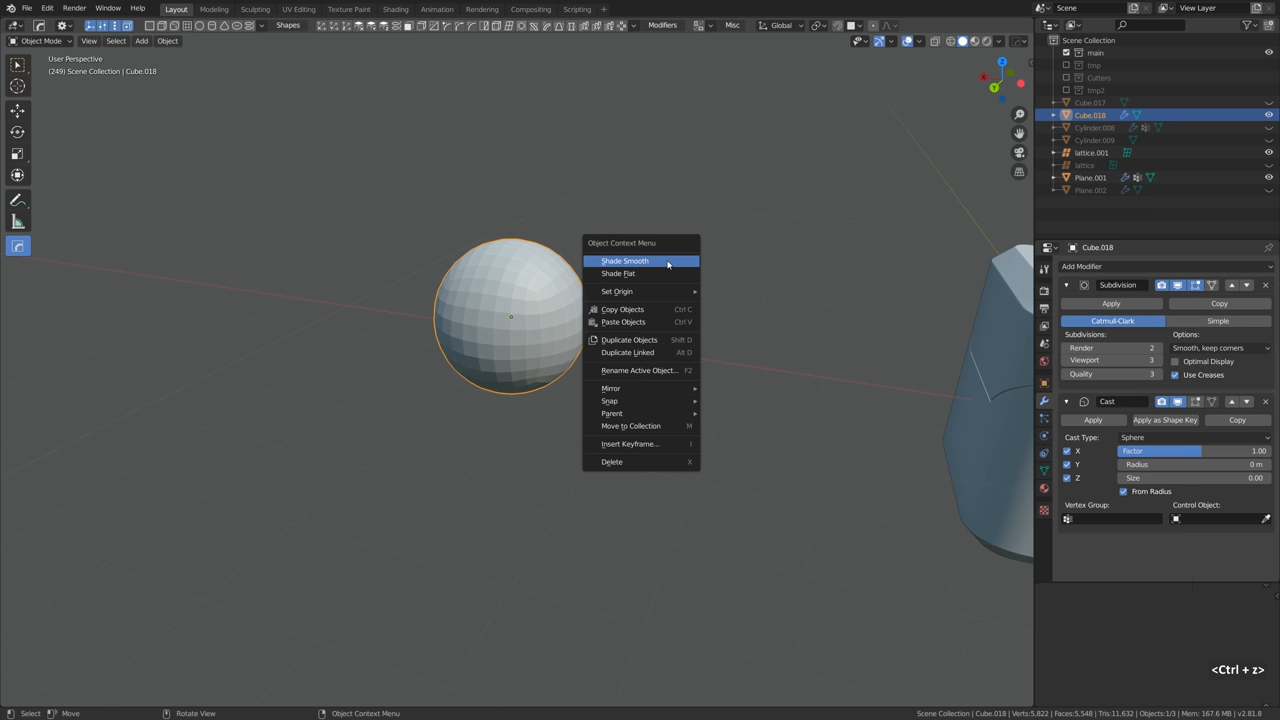 File Edit Render Window Help Layout Modeling Sculpting UV Editing Texture Paint Shading Animation Rendering Compositing Scripting Scene View Layer
Shapes Modifiers Misc Global
Object Mode View Select Add Object
User Perspective
(249) Scene Collection | Cube.018
Scene Collection
main
tmp
Cutters
tmp2
Cube.017
Cube.018
Cylinder.008
Cylinder.009
lattice.001
lattice
Plane.001
Plane.002
Z
Y
X
Object Context Menu
Shade Smooth
Shade Flat
Set Origin
Copy Objects Ctrl C
Paste Objects Ctrl V
Duplicate Objects Shift D
Duplicate Linked Alt D
Rename Active Object... F2
Mirror
Snap
Parent
Move to Collection M
Insert Keyframe... I
Delete X
Cube.018
Add Modifier
Subdivision
Apply Copy
Catmull-Clark Simple
Subdivisions: Options:
Render 2 Smooth, keep corners
Viewport 3 Optimal Display
Quality 3 Use Creases
Cast
Apply Apply as Shape Key Copy
Cast Type: Sphere
X Factor 1.00
Y Radius 0 m
Z Size 0.00
From Radius
Vertex Group: Control Object:
<Ctrl + z>
Select Move Rotate View Object Context Menu Scene Collection | Cube.018 | Verts:5,822 | Faces:5,548 | Tris:11,632 | Objects:1/3 | Mem: 167.6 MB | v2.81.8